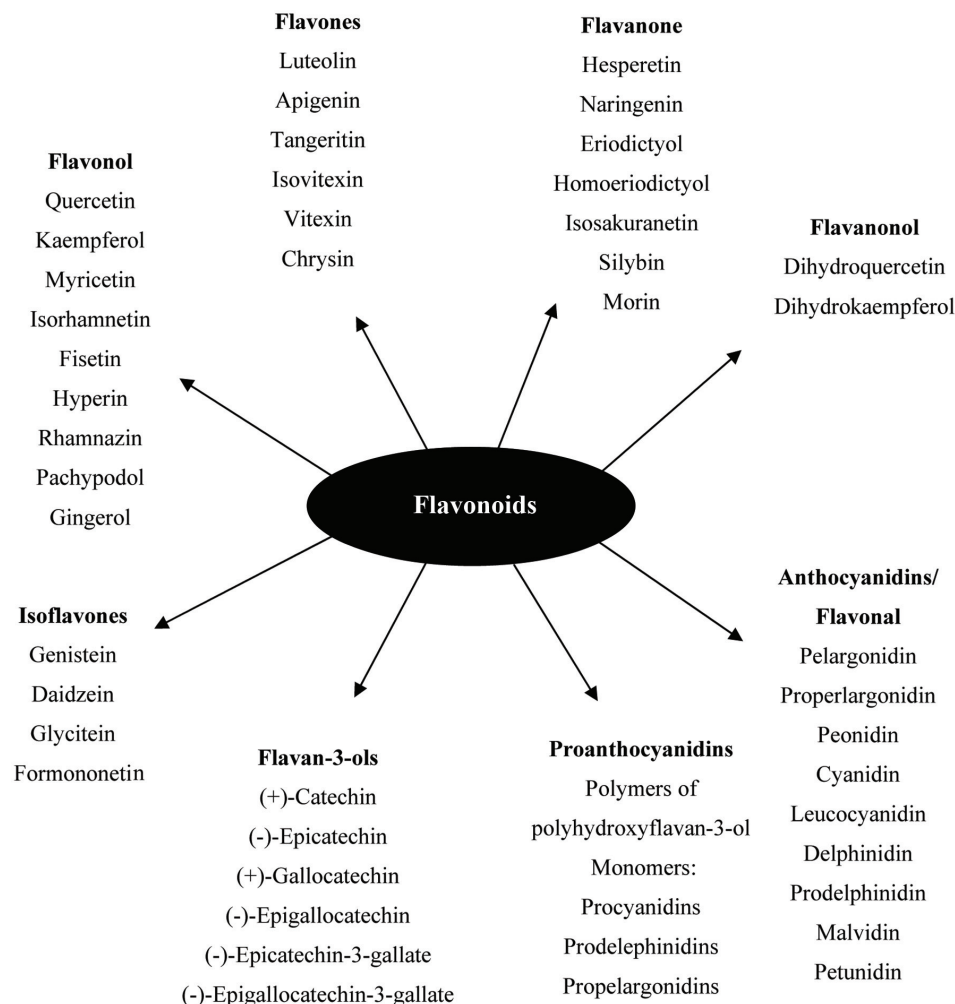 Flavones
Luteolin
Apigenin
Tangeritin
Isovitexin
Vitexin
Chrysin
Flavanone
Hesperetin
Naringenin
Eriodictyol
Homoeriodictyol
Isosakuranetin
Silybin
Morin
Flavonol
Quercetin
Kaempferol
Myricetin
Isorhamnetin
Fisetin
Hyperin
Rhamnazin
Pachypodol
Gingerol
Flavanonol
Dihydroquercetin
Dihydrokaempferol
Flavonoids
Isoflavones
Genistein
Daidzein
Glycitein
Formononetin
Flavan-3-ols
(+)-Catechin
(-)-Epicatechin
(+)-Gallocatechin
(-)-Epigallocatechin
(-)-Epicatechin-3-gallate
(-)-Epigallocatechin-3-gallate
Proanthocyanidins
Polymers of
polyhydroxyflavan-3-ol
Monomers:
Procyanidins
Prodelephinidins
Propelargonidins
Anthocyanidins/
Flavonal
Pelargonidin
Properlargonidin
Peonidin
Cyanidin
Leucocyanidin
Delphinidin
Prodelphinidin
Malvidin
Petunidin